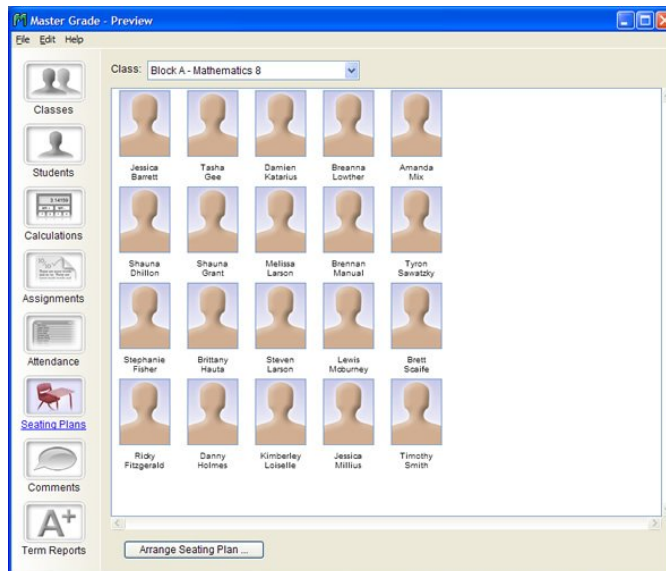 Master Grade - Preview
File Edit Help
Class: Block A - Mathematics 8
Classes
Students
Calculations
Assignments
Attendance
Seating Plans
Comments
A+
Term Reports
Jessica Tasha Damien Breanna Amanda
Barrett Gee Katarius Lowther Mix
Shauna Shauna Melissa Brennan Tyron
Dhillon Grant Larson Manual Sawatzky
Stephanie Brittany Steven Lewis Brett
Fisher Hauta Larson Mcburney Scaife
Ricky Danny Kimberley Jessica Timothy
Fitzgerald Holmes Loiselle Millius Smith
Arrange Seating Plan ...